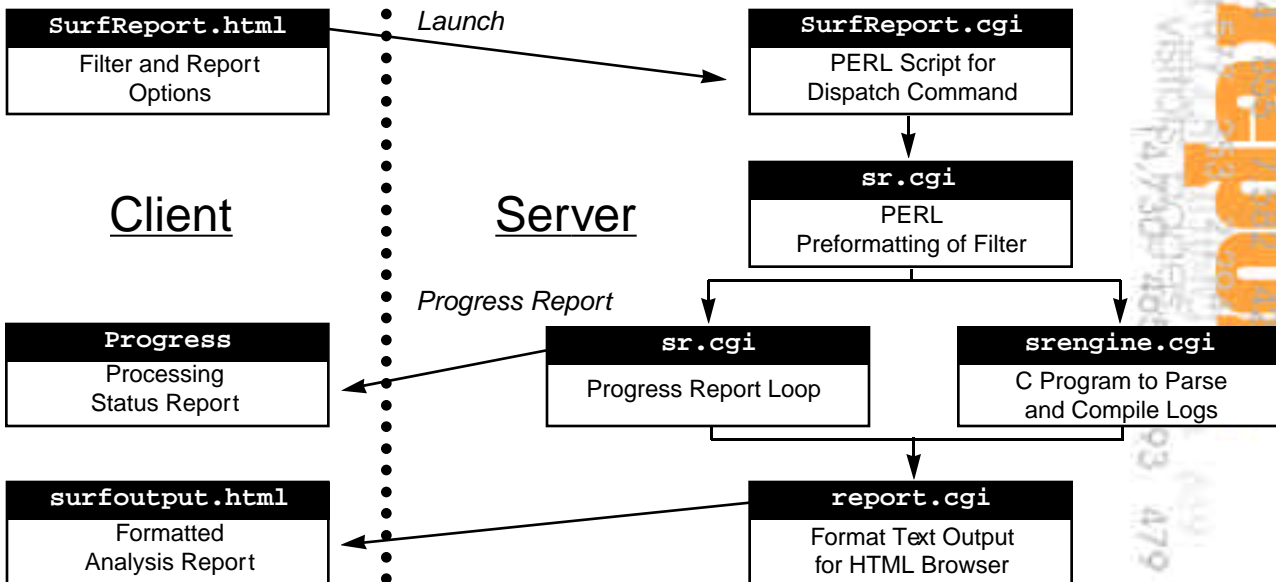 SurfReport.html
Filter and Report
Options
Launch
SurfReport.cgi
PERL Script for
Dispatch Command
Client
Server
sr.cgi
PERL
Preformatting of Filter
Progress Report
Progress
Processing
Status Report
sr.cgi
Progress Report Loop
srengine.cgi
C Program to Parse
and Compile Logs
surfoutput.html
Formatted
Analysis Report
report.cgi
Format Text Output
for HTML Browser
93, 479